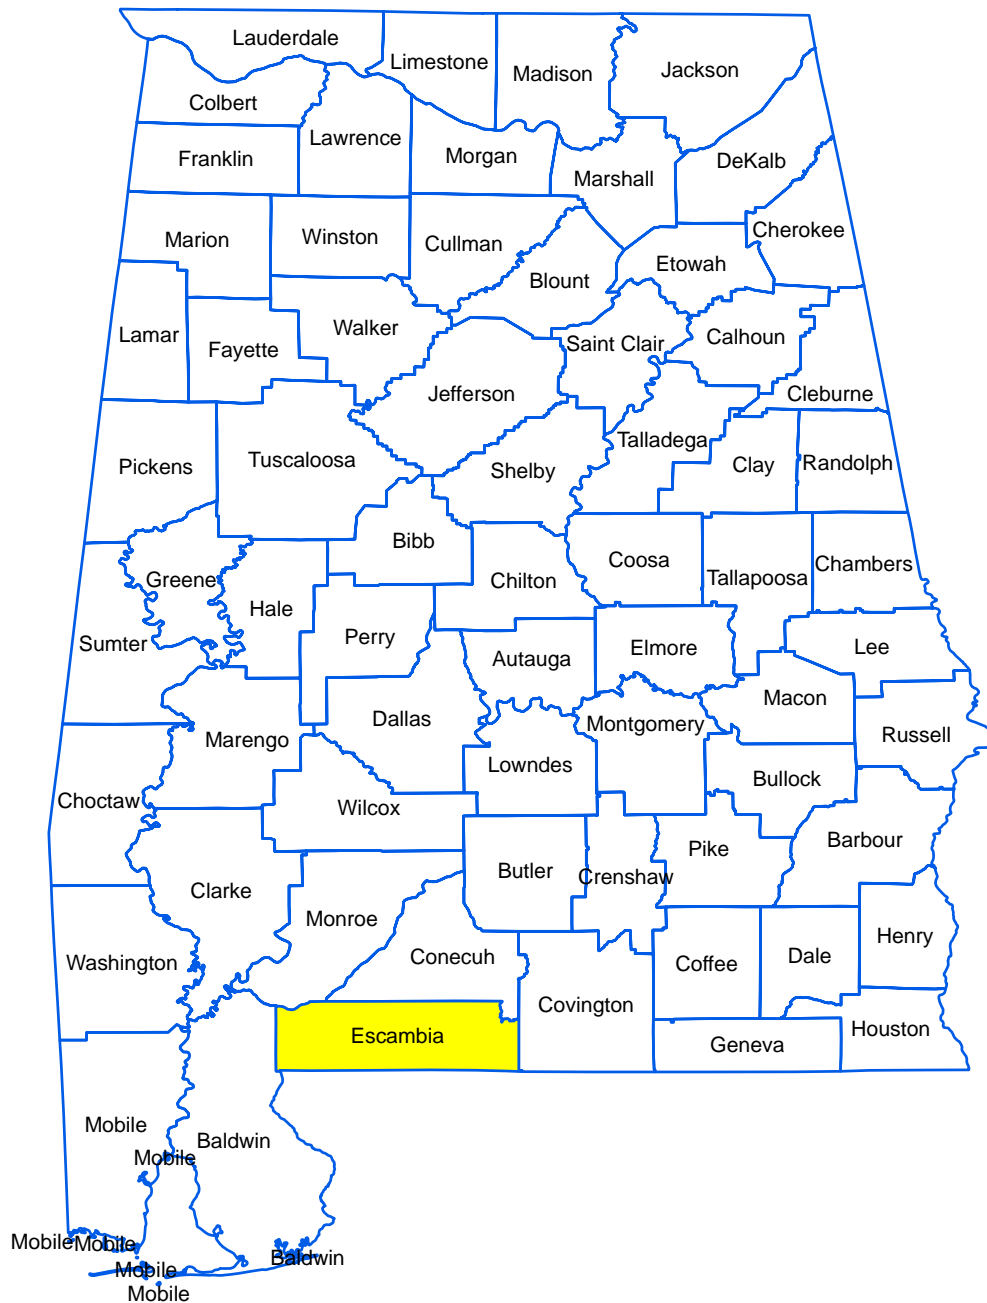 Lauderdale
Limestone
Madison
Jackson
Colbert
Lawrence
Franklin
Morgan
DeKalb
Marshall
Marion
Winston
Cullman
Cherokee
Etowah
Blount
Lamar
Walker
Fayette
Saint Clair
Calhoun
Jefferson
Cleburne
Talladega
Pickens
Tuscaloosa
Shelby
Clay
Randolph
Bibb
Coosa
Chambers
Greene
Chilton
Tallapoosa
Hale
Perry
Sumter
Autauga
Elmore
Lee
Macon
Dallas
Montgomery
Marengo
Russell
Lowndes
Bullock
Choctaw
Wilcox
Barbour
Pike
Butler
Crenshaw
Clarke
Monroe
Henry
Conecuh
Dale
Washington
Coffee
Covington
Houston
Escambia
Geneva
Mobile
Baldwin
Mobile
Mobile
Mobile
Baldwin
Mobile
Mobile